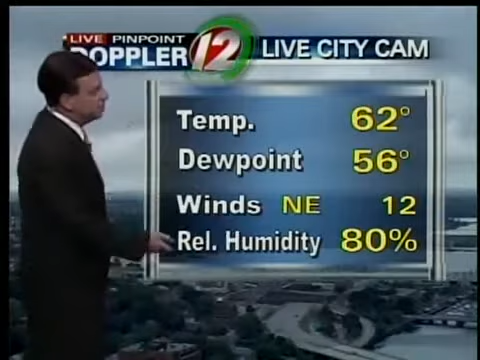 LIVE PINPOINT
DOPPLER 12 LIVE CITY CAM
Temp. 62°
Dewpoint 56°
Winds NE 12
Rel. Humidity 80%